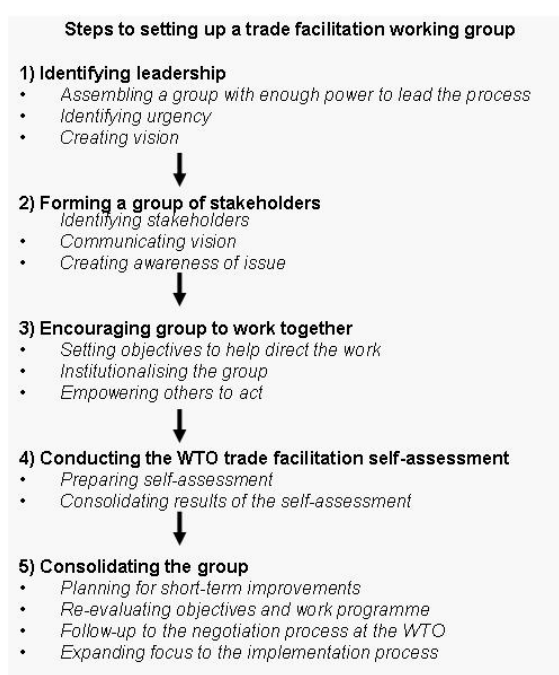 Steps to setting up a trade facilitation working group
1) Identifying leadership
• Assembling a group with enough power to lead the process
• Identifying urgency
• Creating vision
2) Forming a group of stakeholders
Identifying stakeholders
• Communicating vision
• Creating awareness of issue
3) Encouraging group to work together
• Setting objectives to help direct the work
• Institutionalising the group
• Empowering others to act
4) Conducting the WTO trade facilitation self-assessment
• Preparing self-assessment
• Consolidating results of the self-assessment
5) Consolidating the group
• Planning for short-term improvements
• Re-evaluating objectives and work programme
• Follow-up to the negotiation process at the WTO
• Expanding focus to the implementation process